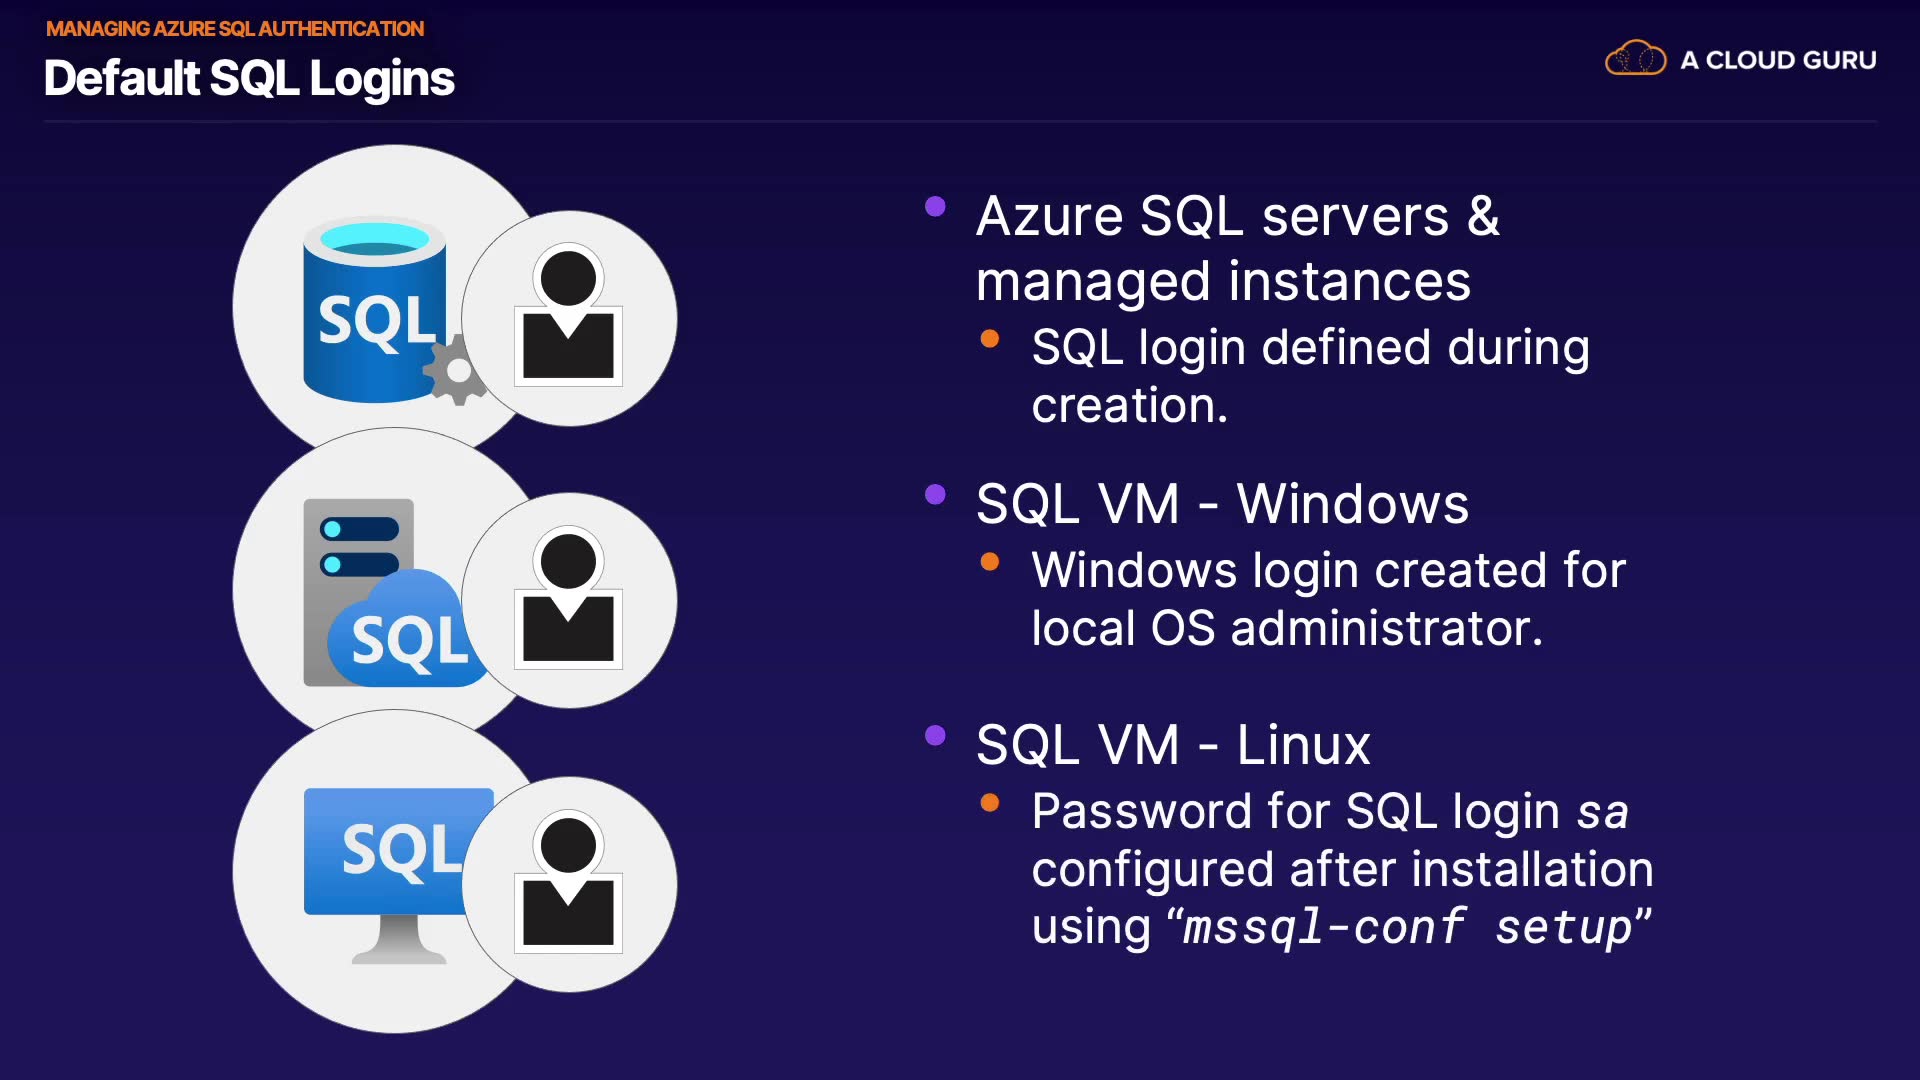 MANAGING AZURE SQL AUTHENTICATION
Default SQL Logins
A CLOUD GURU
SQL
SQL
SQL
• Azure SQL servers &
managed instances
• SQL login defined during
creation.
• SQL VM - Windows
• Windows login created for
local OS administrator.
• SQL VM - Linux
• Password for SQL login sa
configured after installation
using “mssql-conf setup”